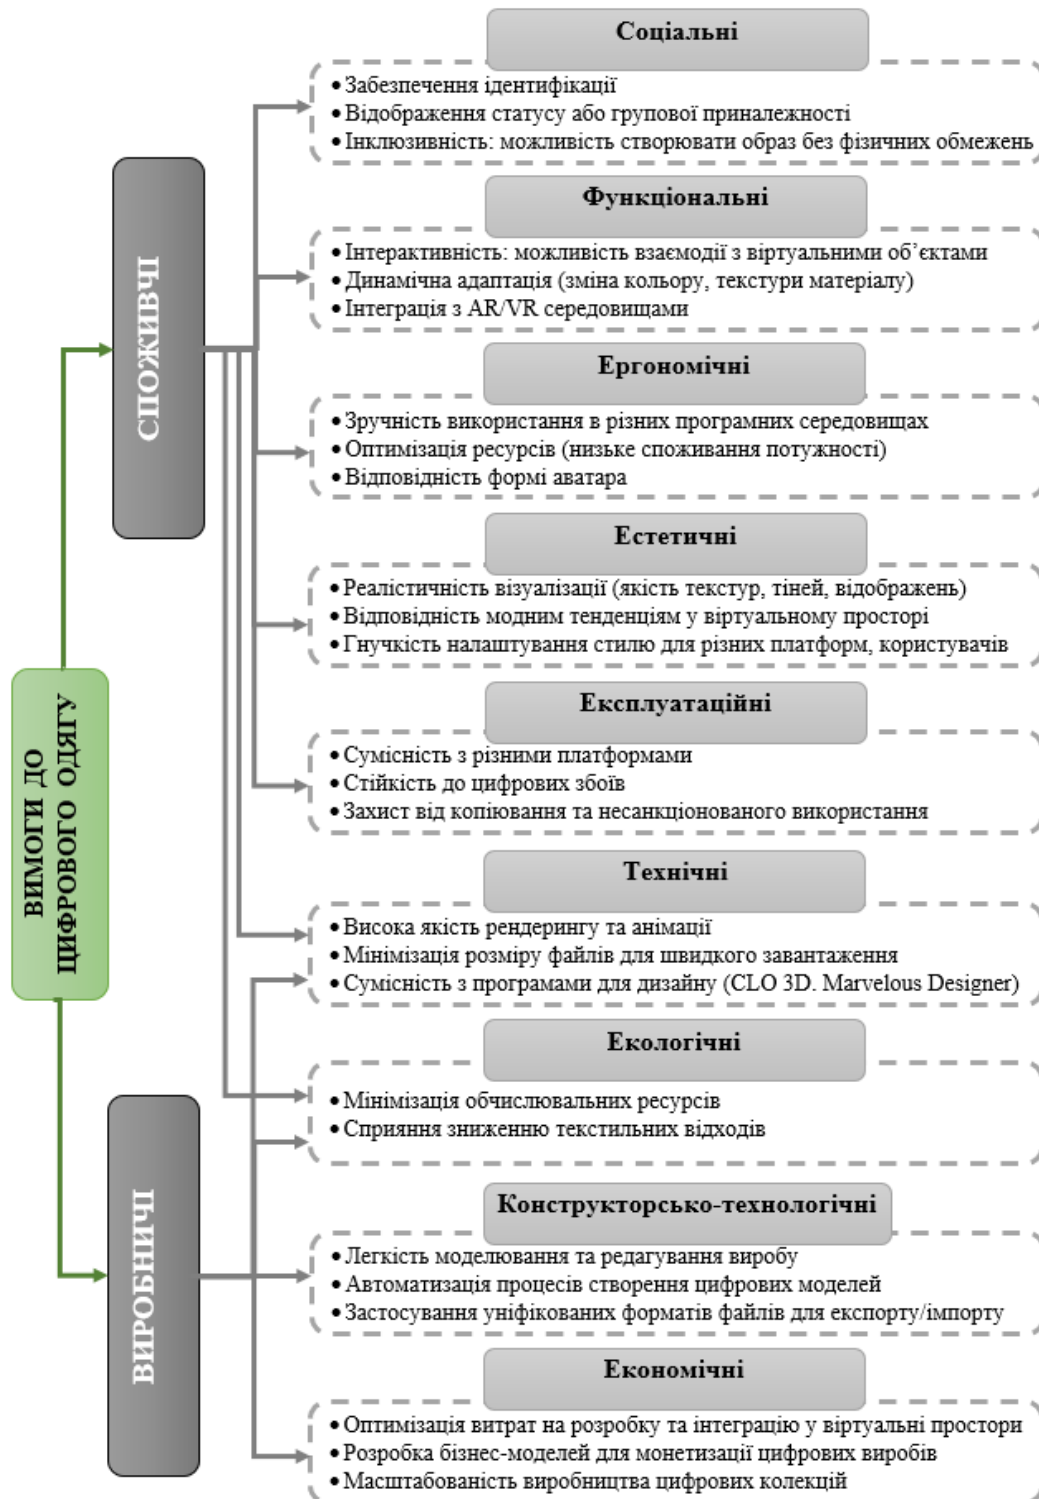 Соціальні
• Забезпечення ідентифікації
• Відображення статусу або групової приналежності
• Інклюзивність: можливість створювати образ без фізичних обмежень
Функціональні
• Інтерактивність: можливість взаємодії з віртуальними об’єктами
• Динамічна адаптація (зміна кольору, текстури матеріалу)
• Інтеграція з AR/VR середовищами
СПОЖИВЧІ
Ергономічні
• Зручність використання в різних програмних середовищах
• Оптимізація ресурсів (низьке споживання потужності)
• Відповідність формі аватара
Естетичні
• Реалістичність візуалізації (якість текстур, тіней, відображень)
• Відповідність модним тенденціям у віртуальному просторі
• Гнучкість налаштування стилю для різних платформ, користувачів
Експлуатаційні
• Сумісність з різними платформами
• Стійкість до цифрових збоїв
• Захист від копіювання та несанкціонованого використання
ВИМОГИ ДО
ЦИФРОВОГО ОДЯГУ
Технічні
• Висока якість рендерингу та анімації
• Мінімізація розміру файлів для швидкого завантаження
• Сумісність з програмами для дизайну (CLO 3D. Marvelous Designer)
Екологічні
• Мінімізація обчислювальних ресурсів
• Сприяння зниженню текстильних відходів
ВИРОБНИЧІ
Конструкторсько-технологічні
• Легкість моделювання та редагування виробу
• Автоматизація процесів створення цифрових моделей
• Застосування уніфікованих форматів файлів для експорту/імпорту
Економічні
• Оптимізація витрат на розробку та інтеграцію у віртуальні простори
• Розробка бізнес-моделей для монетизації цифрових виробів
• Масштабованість виробництва цифрових колекцій